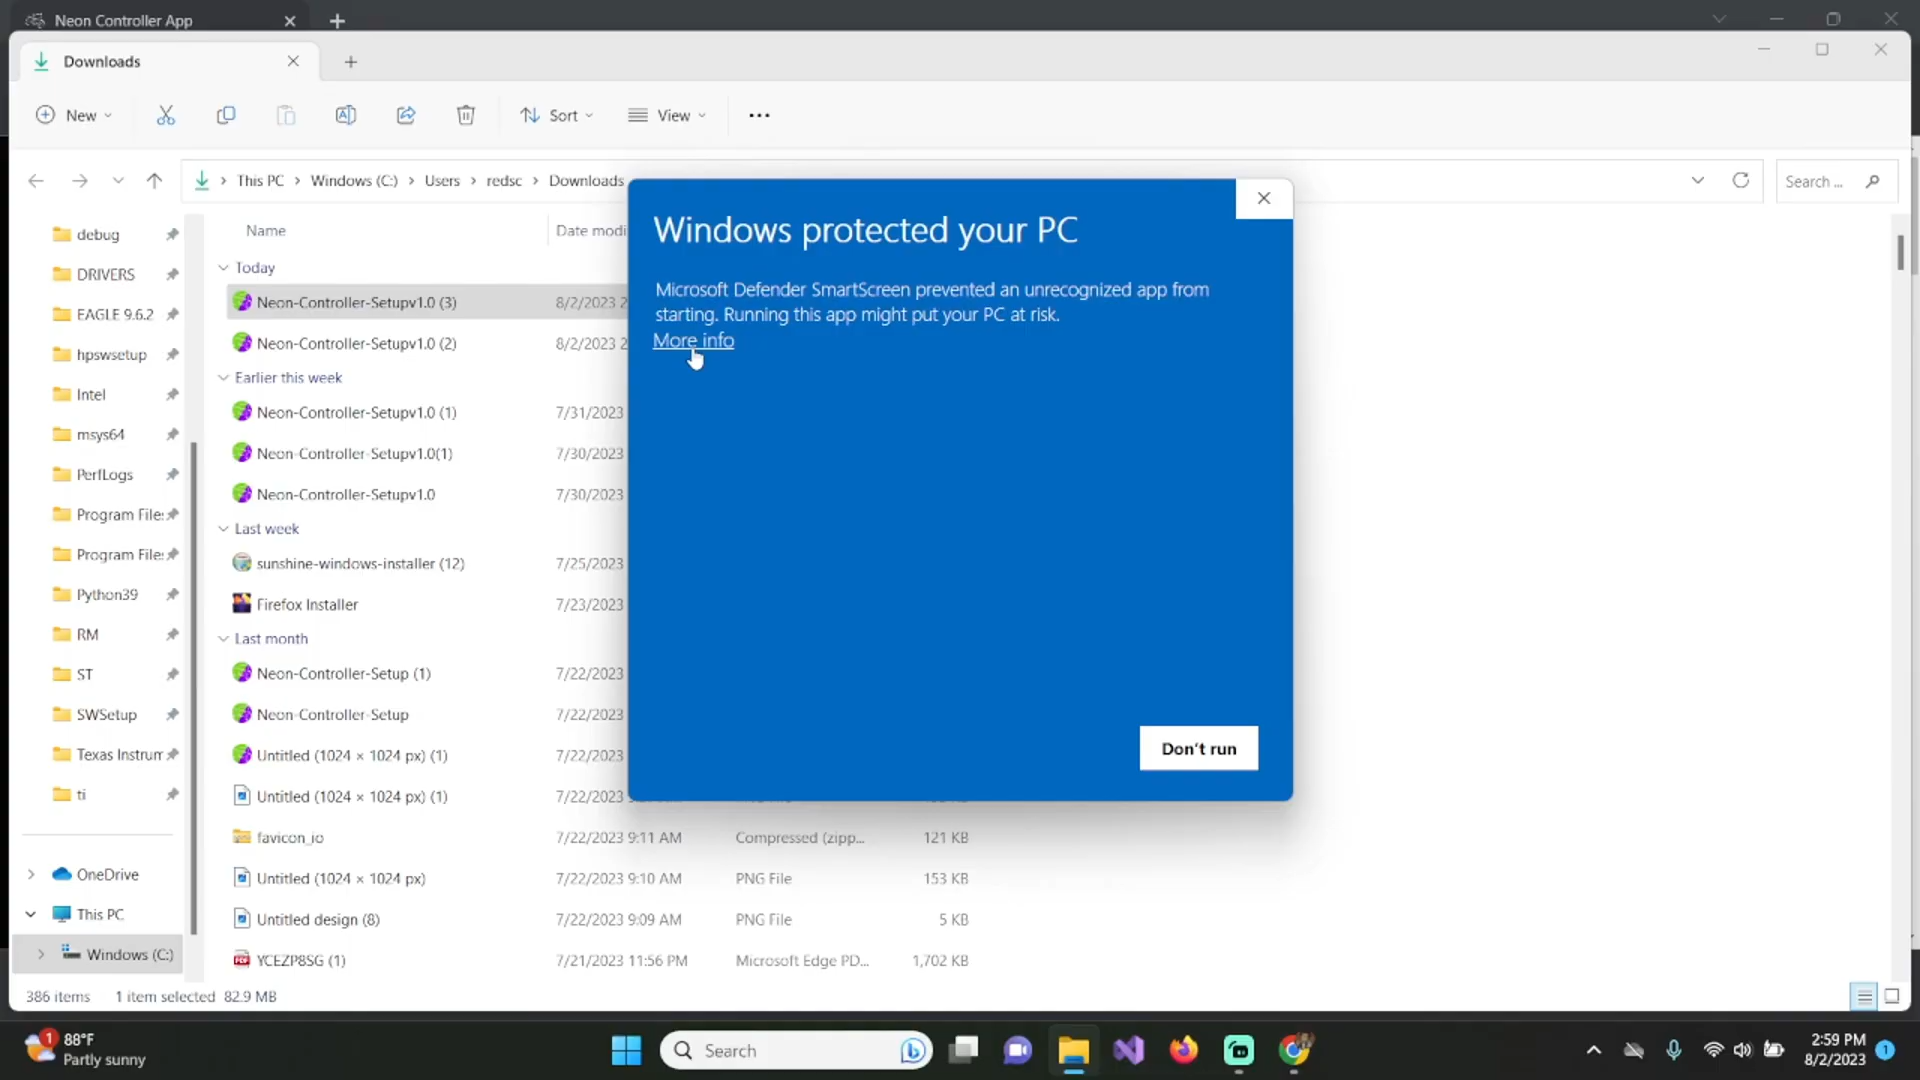 Neon Controller App
Downloads
New
Sort
View
This PC
Windows (C:)
Users
redsc
Downloads
Search ...
debug
DRIVERS
EAGLE 9.6.2
hpswsetup
Intel
msys64
PerfLogs
Program File:
Program File:
Python39
RM
ST
SWSetup
Texas Instrum
ti
OneDrive
This PC
Windows (C:)
Name
Date modi
Today
Neon-Controller-Setupv1.0 (3)
8/2/2023 2
Neon-Controller-Setupv1.0 (2)
8/2/2023 2
Earlier this week
Neon-Controller-Setupv1.0 (1)
7/31/2023
Neon-Controller-Setupv1.0(1)
7/30/2023
Neon-Controller-Setupv1.0
7/30/2023
Last week
sunshine-windows-installer (12)
7/25/2023
Firefox Installer
7/23/2023
Last month
Neon-Controller-Setup (1)
7/22/2023
Neon-Controller-Setup
7/22/2023
Untitled (1024 × 1024 px) (1)
7/22/2023
Untitled (1024 × 1024 px) (1)
7/22/2023
favicon_io
7/22/2023 9:11 AM
Compressed (zipp...
121 KB
Untitled (1024 × 1024 px)
7/22/2023 9:10 AM
PNG File
153 KB
Untitled design (8)
7/22/2023 9:09 AM
PNG File
5 KB
YCEZP8SG (1)
7/21/2023 11:56 PM
Microsoft Edge PD...
1,702 KB
Windows protected your PC
Microsoft Defender SmartScreen prevented an unrecognized app from
starting. Running this app might put your PC at risk.
More info
Don't run
386 items
1 item selected 82.9 MB
1
88°F
Partly sunny
Search
2:59 PM
8/2/2023
1